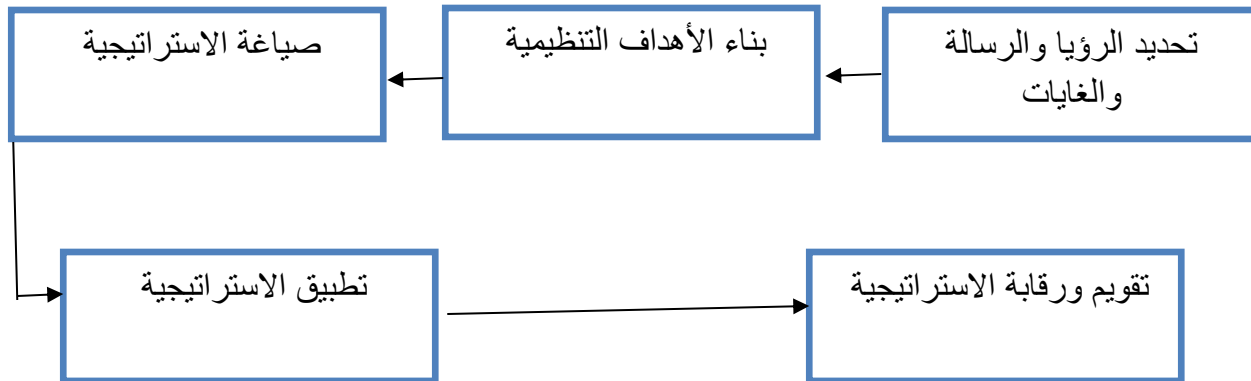 تحديد الرؤيا والرسالة
والغايات
بناء الأهداف التنظيمية
صياغة الاستراتيجية
تطبيق الاستراتيجية
تقويم ورقابة الاستراتيجية